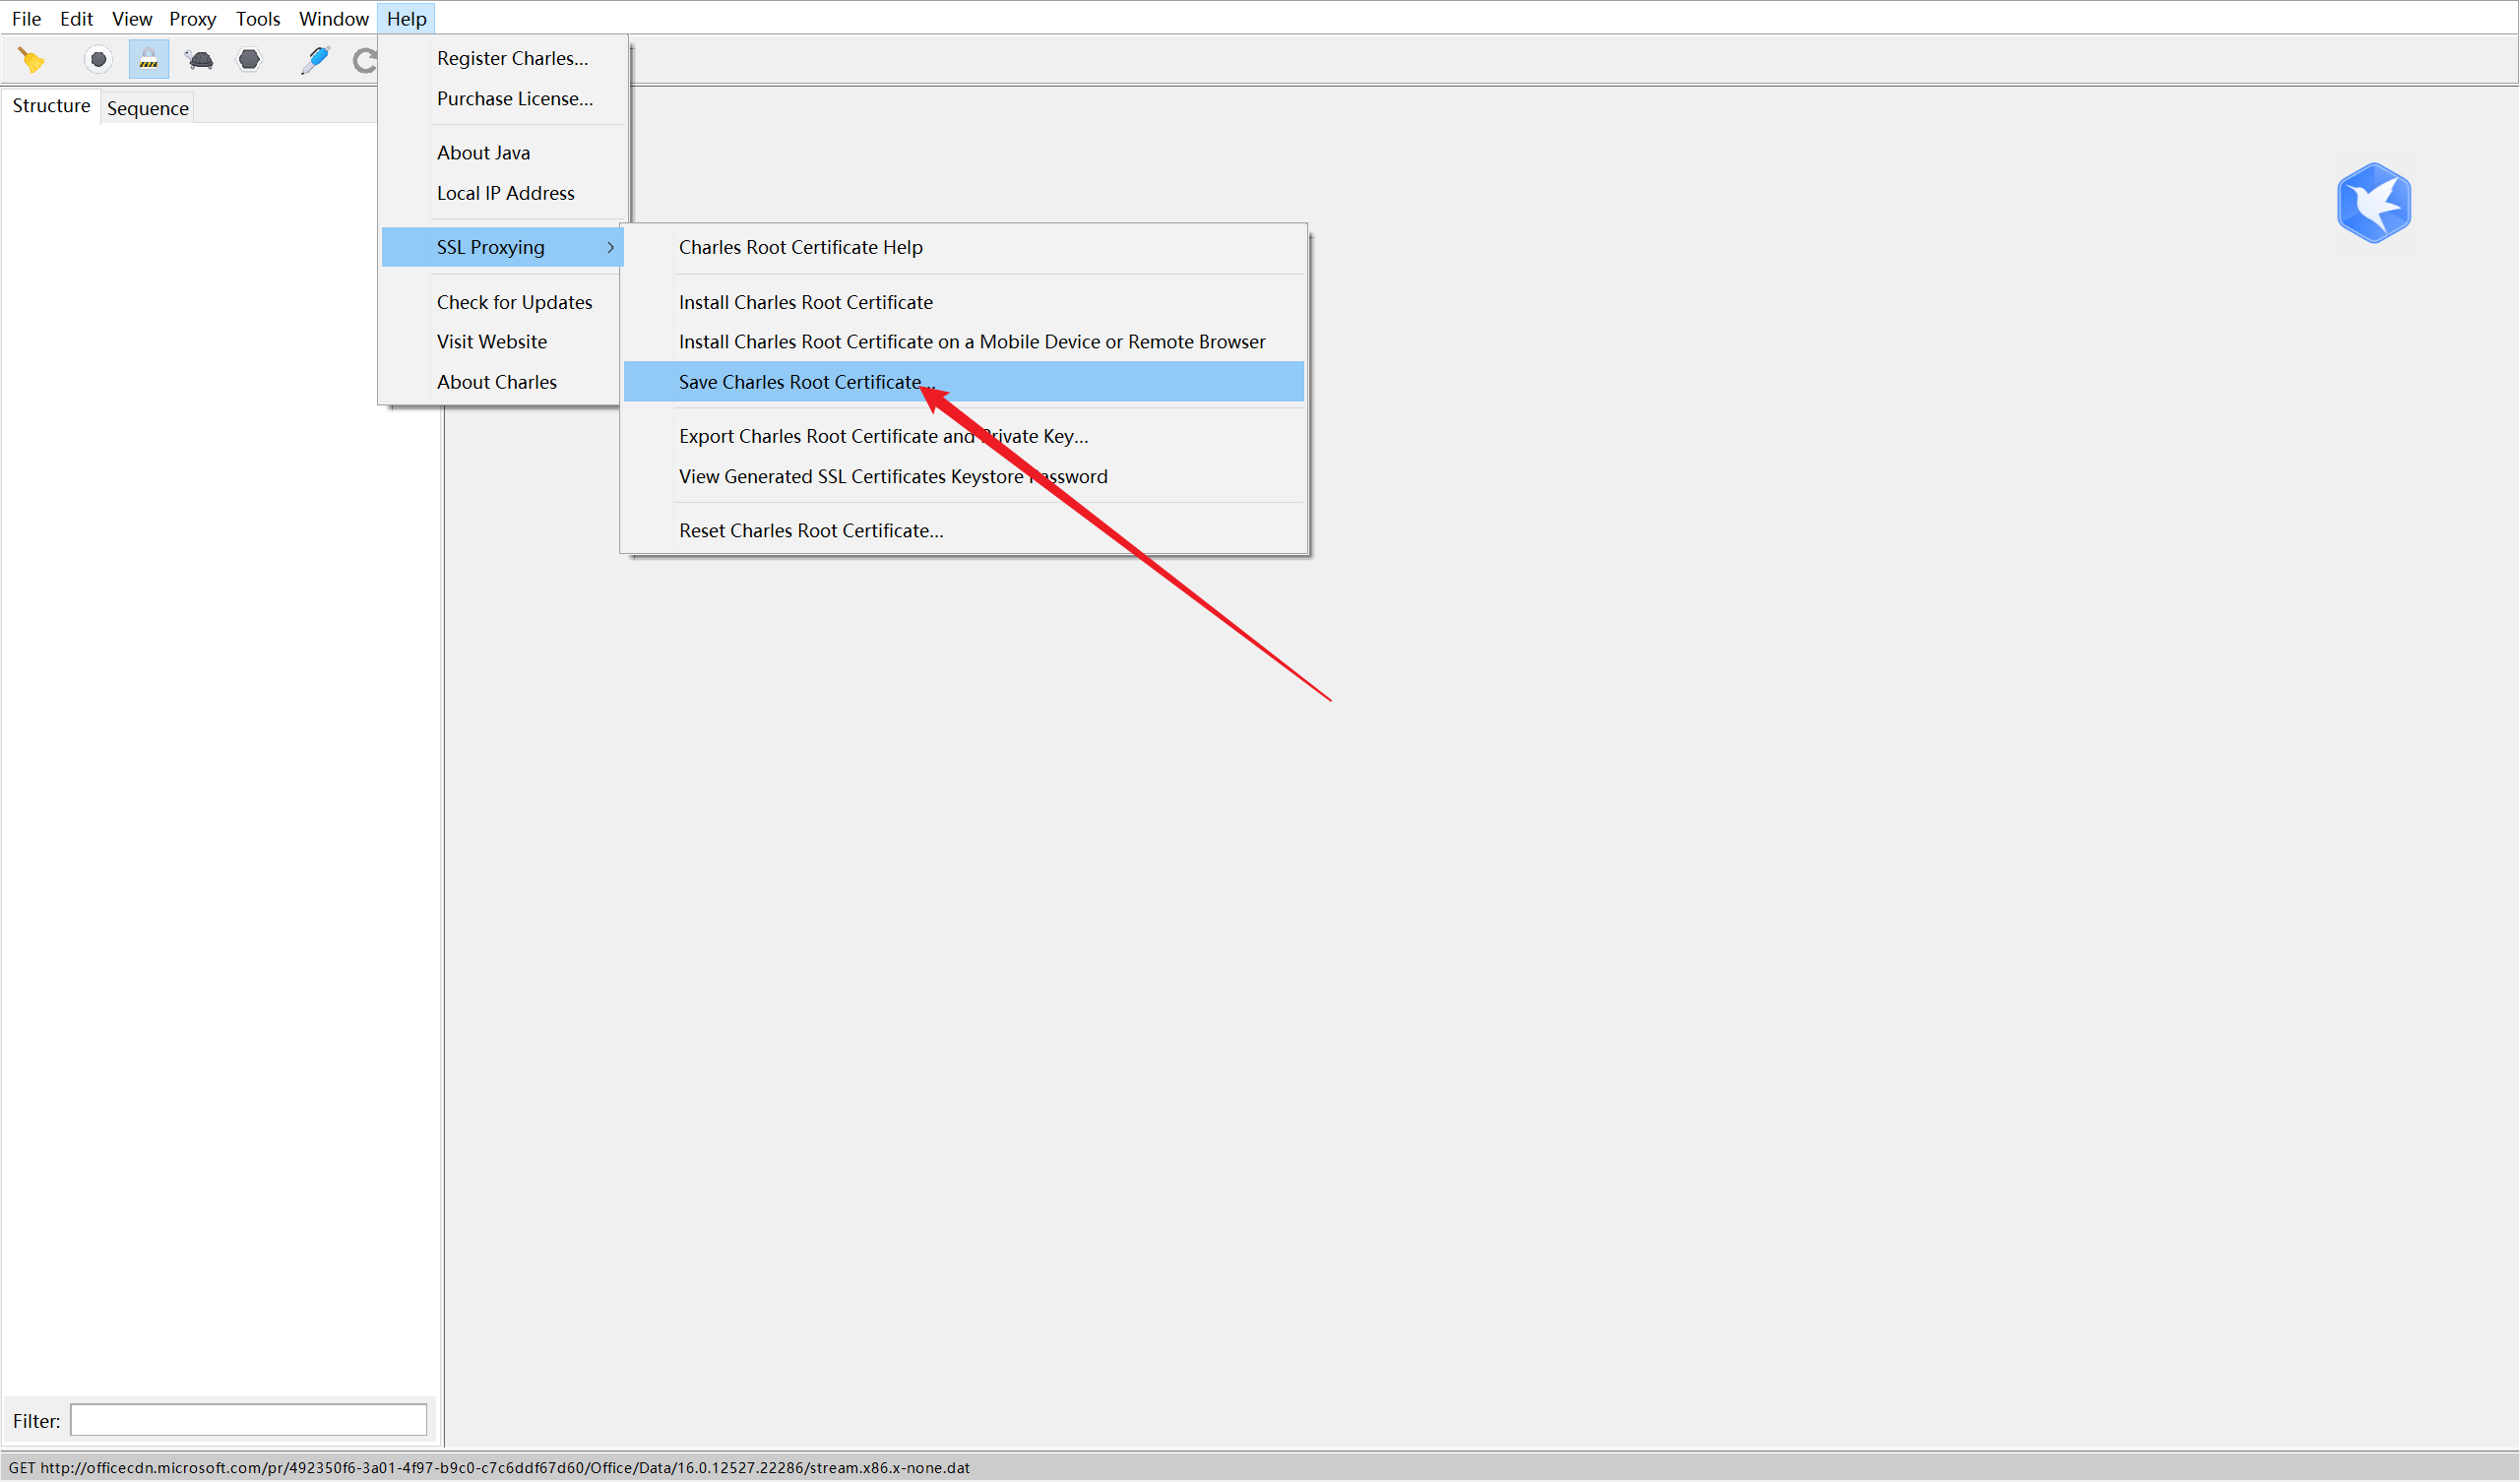 File Edit View Proxy Tools Window Help
Structure Sequence
Register Charles...
Purchase License...
About Java
Local IP Address
SSL Proxying
Check for Updates
Visit Website
About Charles
Charles Root Certificate Help
Install Charles Root Certificate
Install Charles Root Certificate on a Mobile Device or Remote Browser
Save Charles Root Certificate...
Export Charles Root Certificate and Private Key...
View Generated SSL Certificates Keystore Password
Reset Charles Root Certificate...
Filter:
GET http://officecdn.microsoft.com/pr/492350f6-3a01-4f97-b9c0-c7c6ddf67d60/Office/Data/16.0.12527.22286/stream.x86.x-none.dat